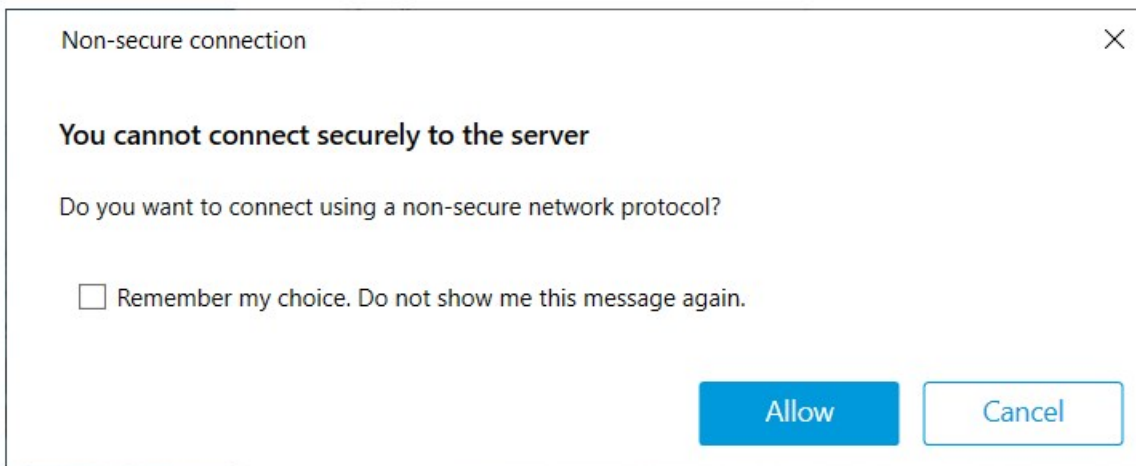 Non-secure connection
You cannot connect securely to the server
Do you want to connect using a non-secure network protocol?
Remember my choice. Do not show me this message again.
Allow
Cancel